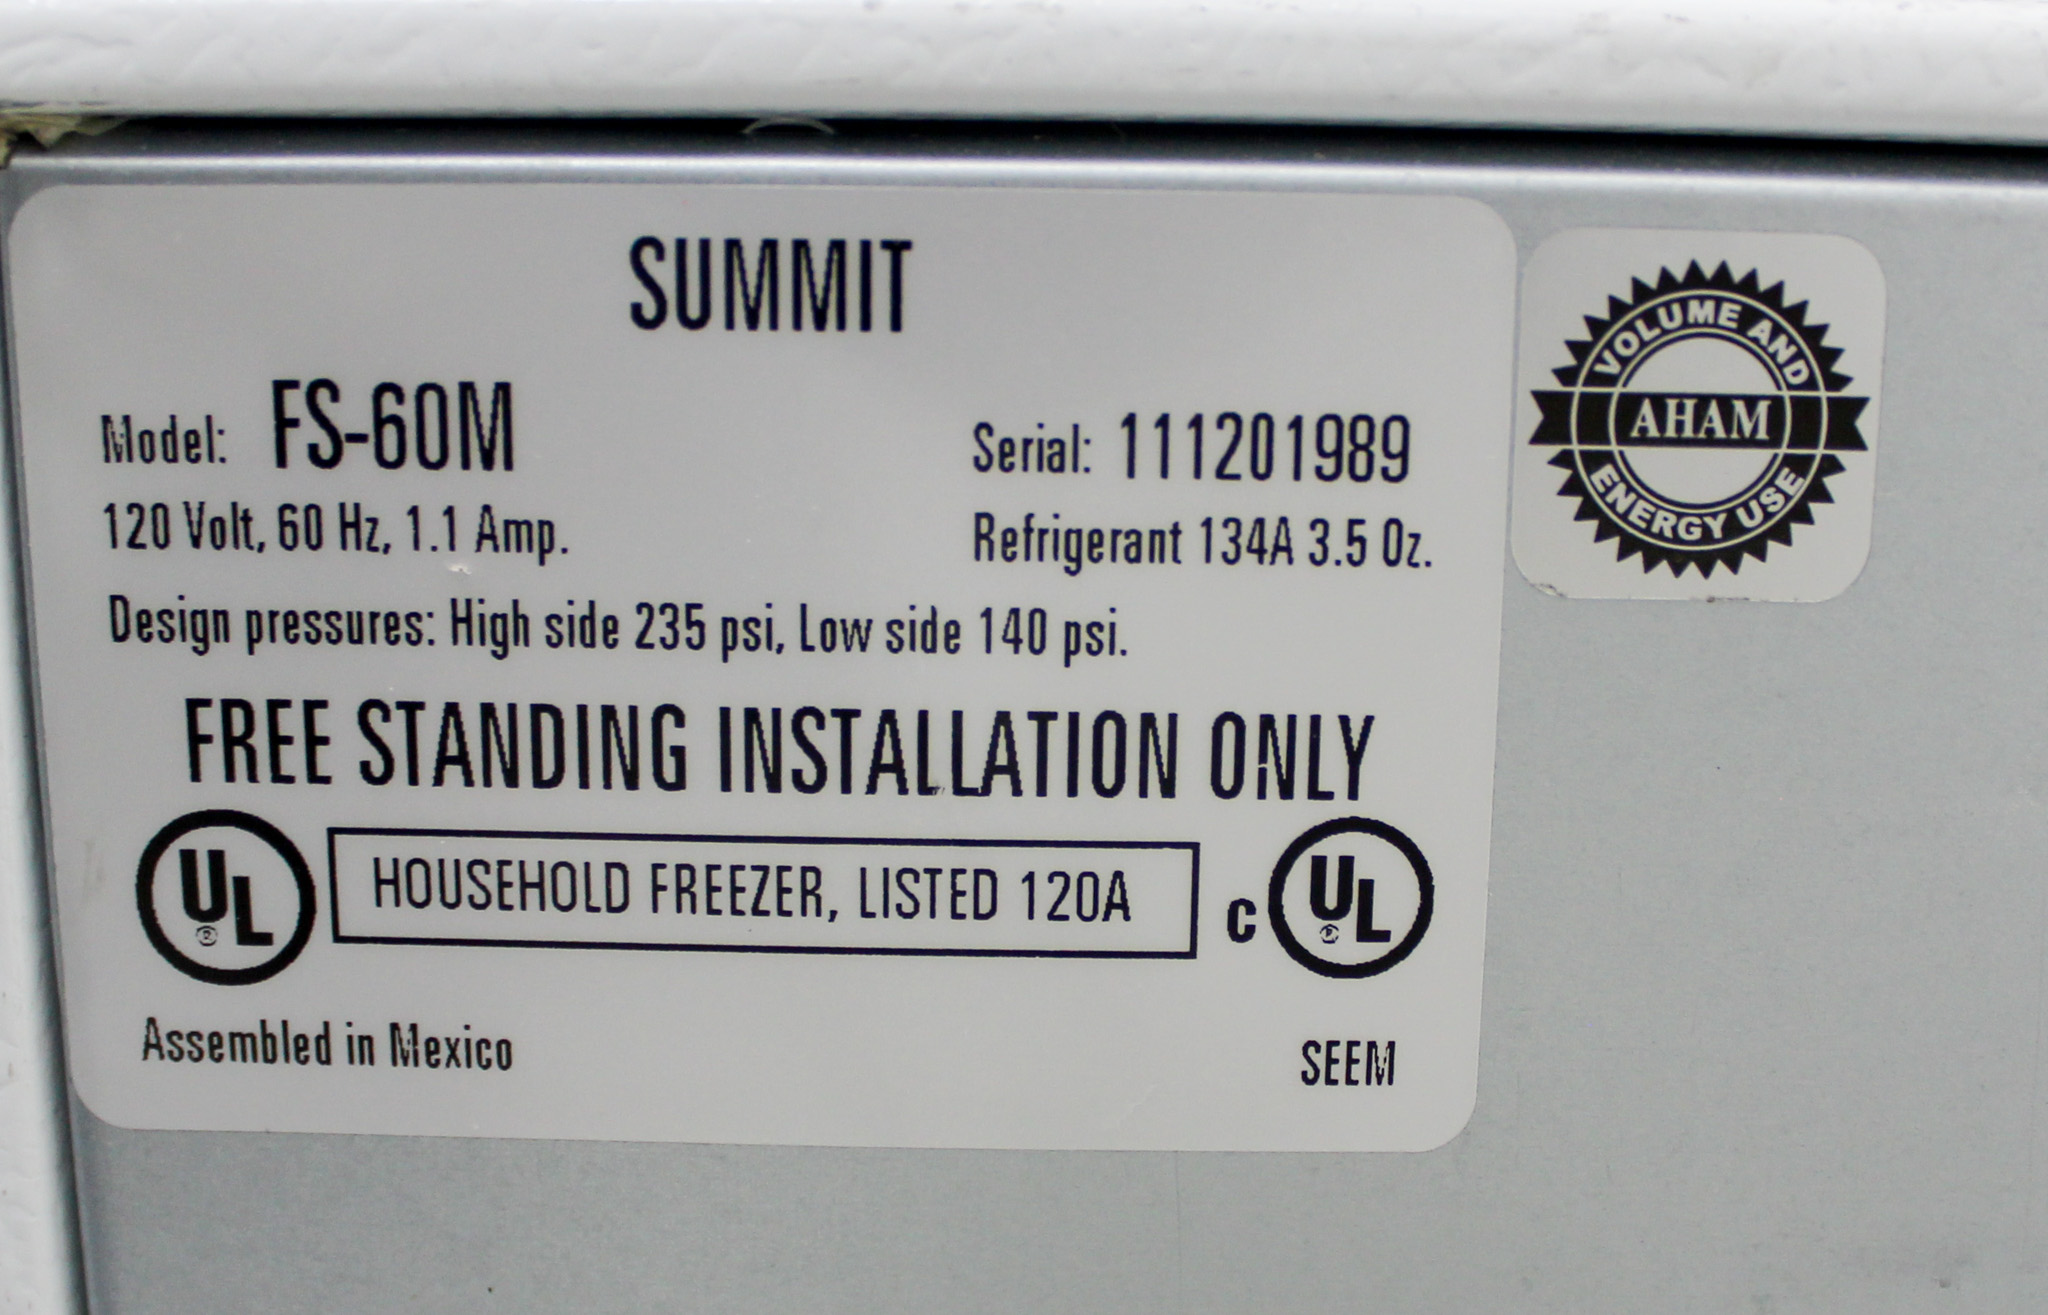 SUMMIT
Model: FS-60M
Serial: 111201989
120 Volt, 60 Hz, 1.1 Amp.
Refrigerant 134A 3.5 Oz.
Design pressures: High side 235 psi, Low side 140 psi.
FREE STANDING INSTALLATION ONLY
UL
HOUSEHOLD FREEZER, LISTED 120A
c UL
Assembled in Mexico
SEEM
VOLUME AND
AHAM
ENERGY USE